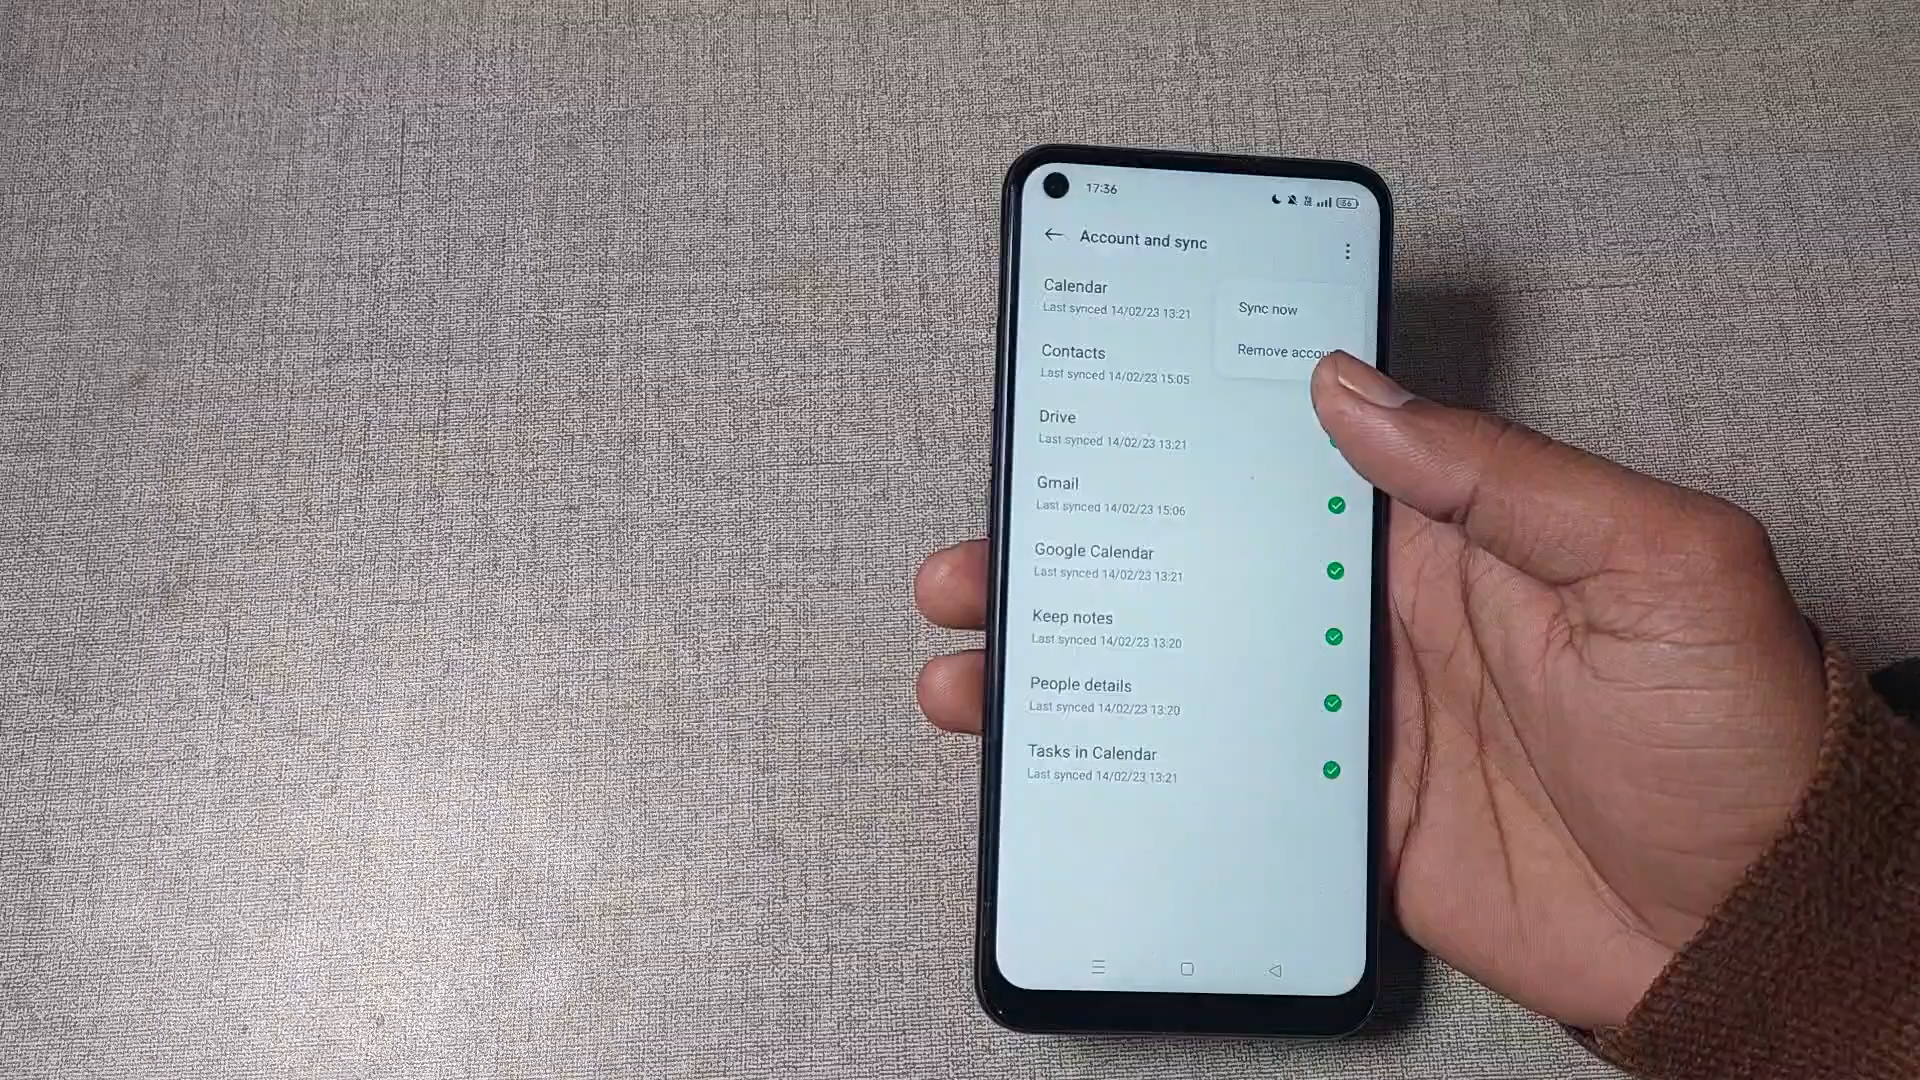 17:36
56
Account and sync
Calendar
Last synced 14/02/23 13:21
Sync now
Contacts
Last synced 14/02/23 15:05
Remove accou
Drive
Last synced 14/02/23 13:21
Gmail
Last synced 14/02/23 15:06
Google Calendar
Last synced 14/02/23 13:21
Keep notes
Last synced 14/02/23 13:20
People details
Last synced 14/02/23 13:20
Tasks in Calendar
Last synced 14/02/23 13:21